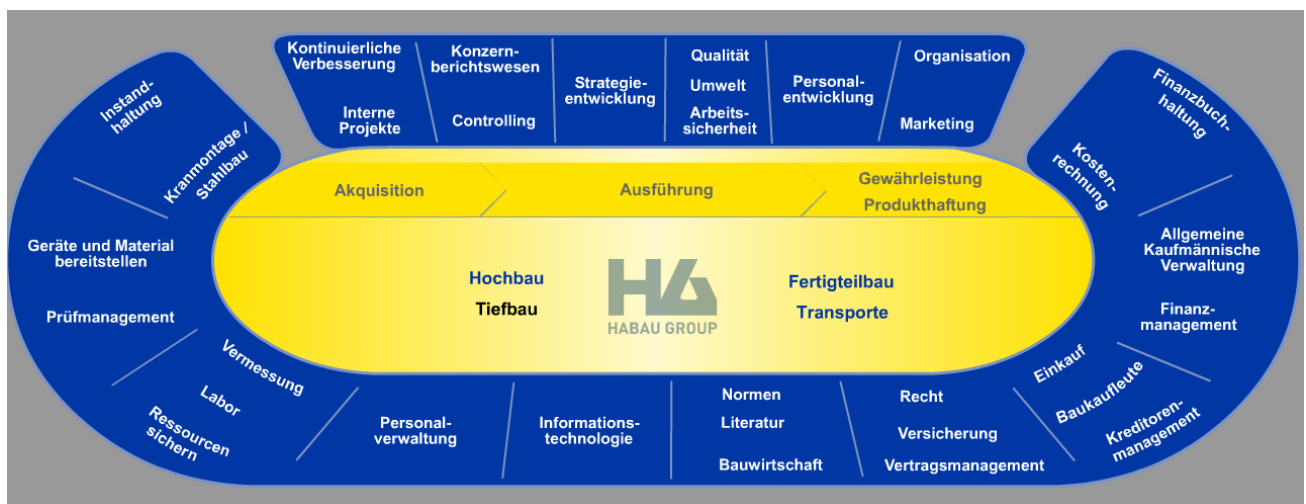 Kontinuierliche
Verbesserung
Interne
Projekte
Konzern-
berichtswesen
Controlling
Strategie-
entwicklung
Qualität
Umwelt
Arbeits-
sicherheit
Personal-
entwicklung
Organisation
Marketing
Instand-
haltung
Kranmontage /
Stahlbau
Finanzbuch-
haltung
Kosten-
rechnung
Akquisition
Ausführung
Gewährleistung
Produkthaftung
Geräte und Material
bereitstellen
Prüfmanagement
Hochbau
Tiefbau
HABAU GROUP
Fertigteilbau
Transporte
Allgemeine
Kaufmännische
Verwaltung
Finanz-
management
Vermessung
Labor
Ressourcen
sichern
Personal-
verwaltung
Informations-
technologie
Normen
Literatur
Bauwirtschaft
Recht
Versicherung
Vertragsmanagement
Einkauf
Baukaufleute
Kreditoren-
management